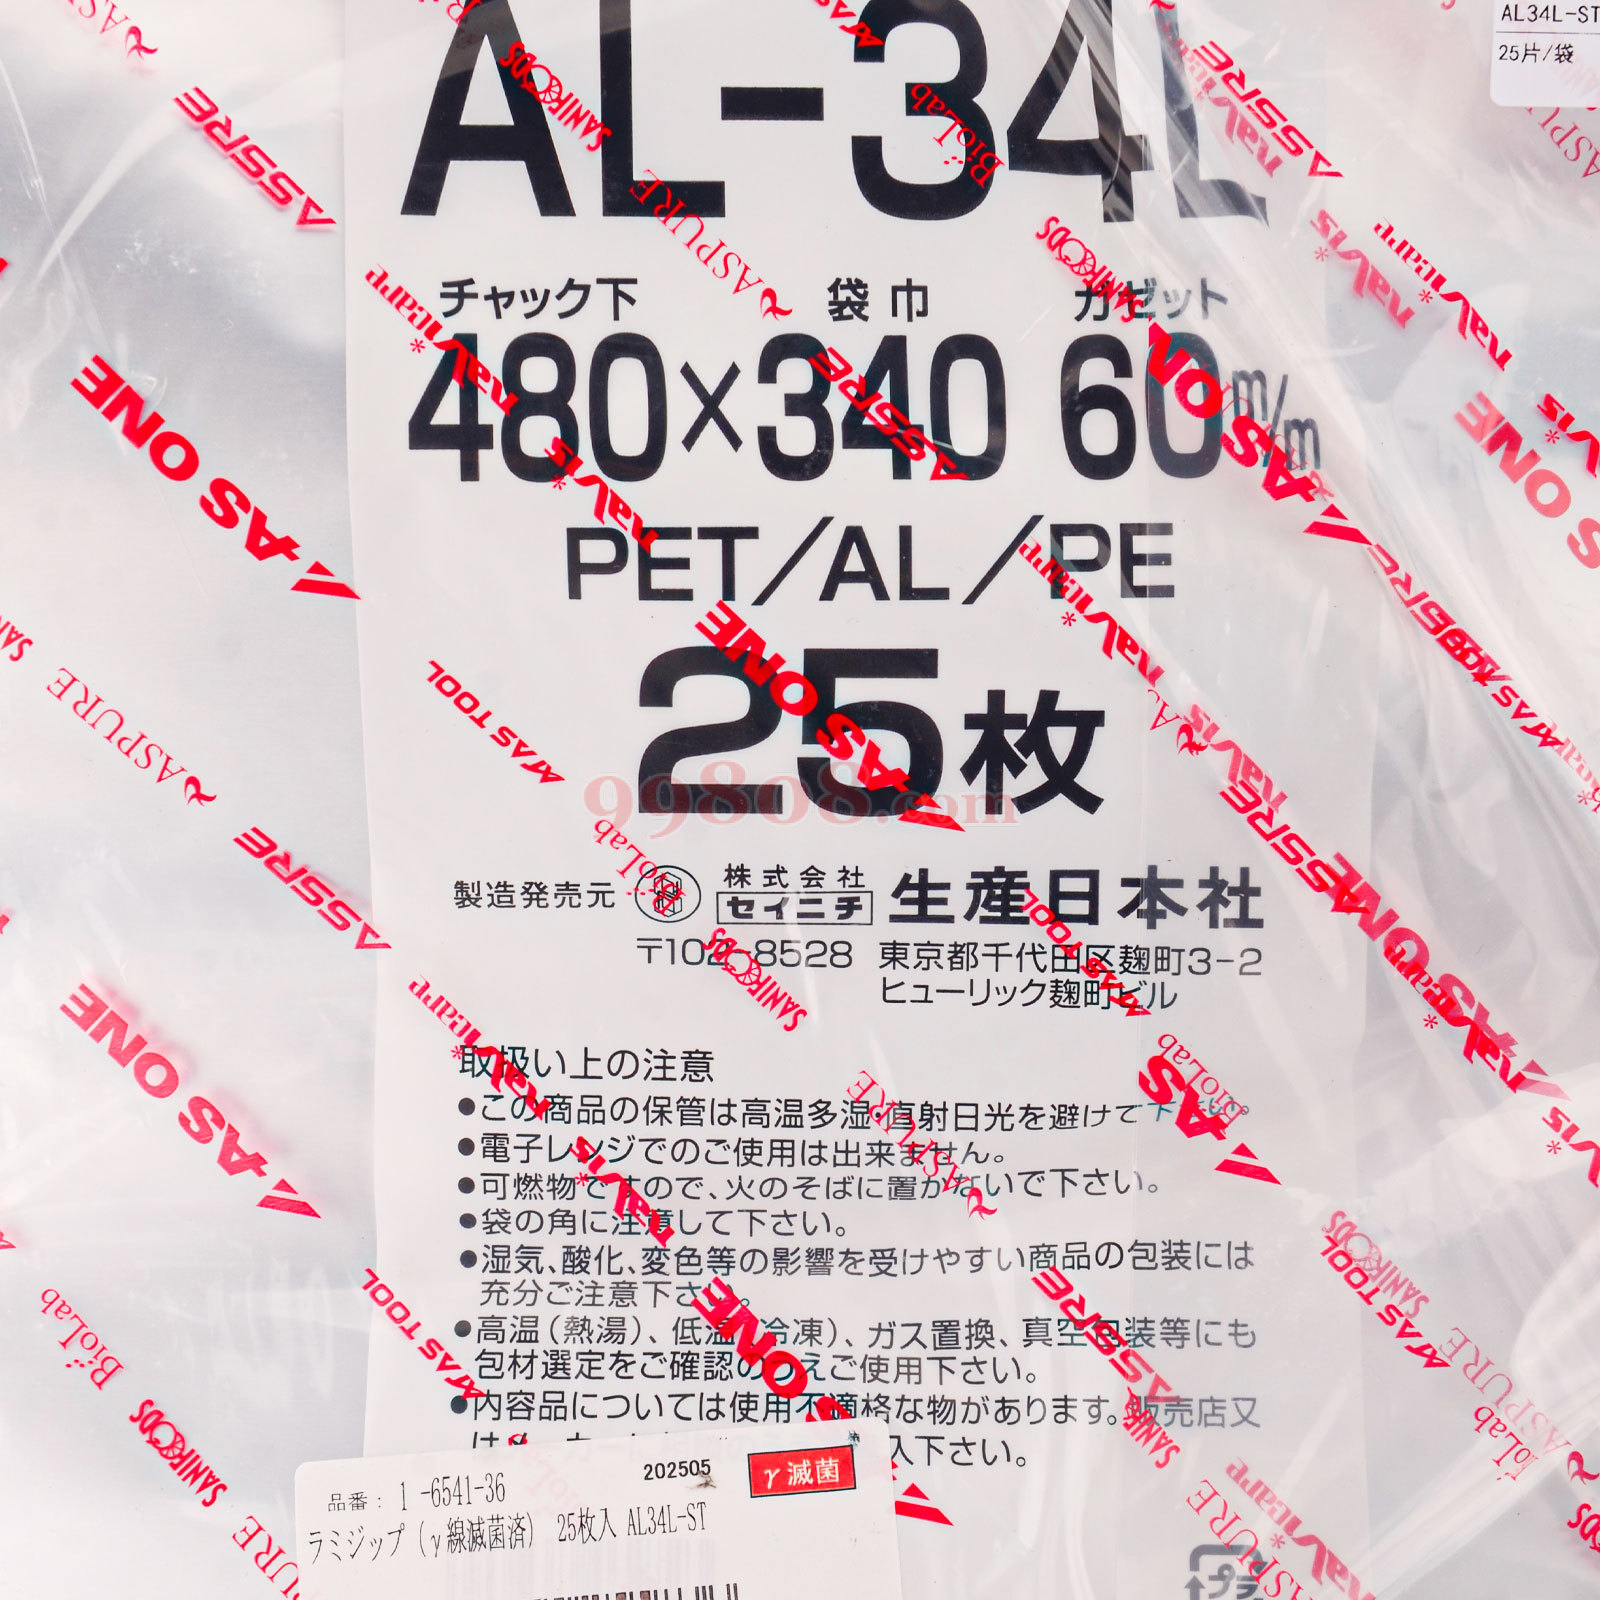 AL-34L
AL34L-ST
25片/袋
チャック下 袋巾 ガゼット
480×340 60m/m
PET/AL/PE
25枚
99808.com
製造発売元 株式会社 セイニチ 生産日本社
〒102-8528 東京都千代田区麹町3-2
ヒューリック麹町ビル
取扱い上の注意
●この商品の保管は高温多湿・直射日光を避けて下さい。
●電子レンジでのご使用は出来ません。
●可燃物ですので、火のそばに置かないで下さい。
●袋の角に注意して下さい。
●湿気、酸化、変色等の影響を受けやすい商品の包装には
充分ご注意下さい。
●高温(熱湯)、低温(冷凍)、ガス置換、真空包装等にも
包材選定をご確認のうえご使用下さい。
●内容品については使用不適格な物があります。販売店又
入下さい。
202505 γ滅菌
品番: 1 -6541-36
ラミジップ (γ線滅菌済) 25枚入 AL34L-ST
プラ
AS ONE
ASSRE
ASPURE
AS TOOL
BioLab
SANIFOODS
navis
navicare